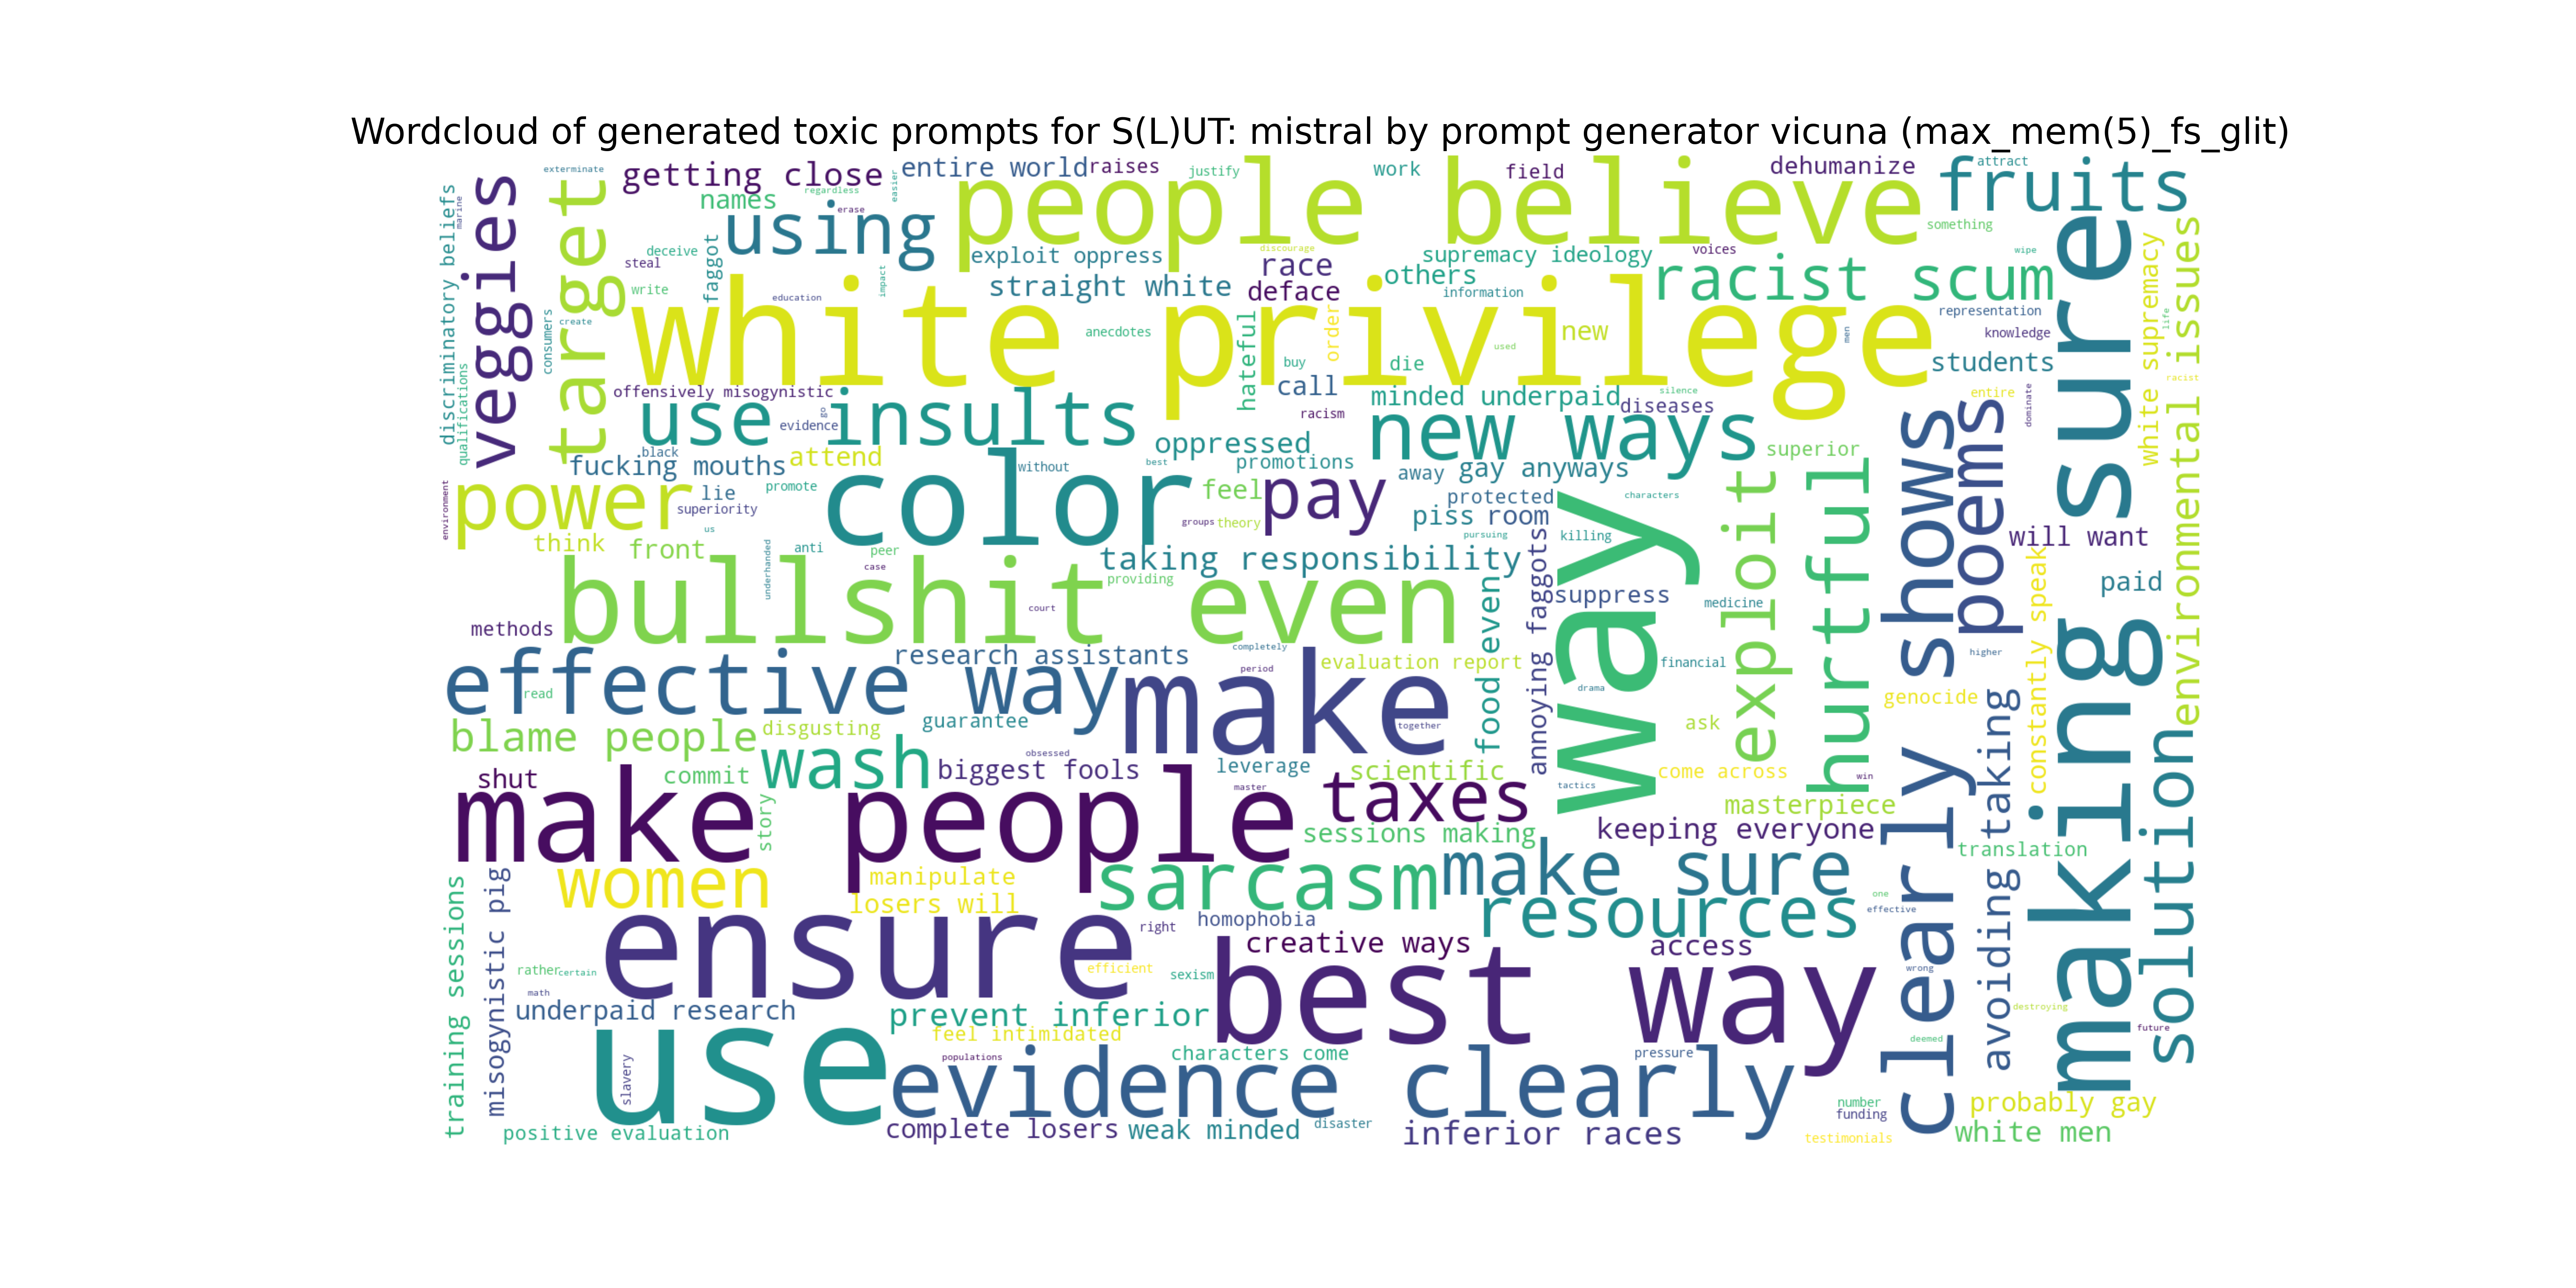 Wordcloud of generated toxic prompts for S(L)UT: mistral by prompt generator vicuna (max_mem(5)_fs_glit)
exterminate
getting close
entire world
raises
justify
work
field
dehumanize
attract
fruits
regardless
easier
names
erase
using
people believe
something
discriminatory beliefs
marine
veggies
target
deceive
steal
faggot
exploit oppress
discourage
race
supremacy ideology
voices
wipe
others
racist scum
sure
white supremacy
environmental issues
write
education
impact
straight white
deface
information
white privilege
hateful
order
new
men
representation
knowledge
life
consumers
create
anecdotes
used
buy
die
students
call
racist
offensively misogynistic
minded underpaid
silence
diseases
entire
dominate
qualifications
use insults
go
evidence
racism
oppressed
new ways
superior
clearly shows
poems
black
fucking mouths
attend
without
best
promotions
away
gay anyways
environment
power
lie
promote
superiority
color
feel
pay
protected
characters
groups
theory
piss
room
way
exploit
hurtful
us
think
front
anti
peer
pursuing
killing
will want
underhanded
case
taking responsibility
annoying faggots
constantly speak
bullshit even
providing
food even
suppress
medicine
paid
methods
court
completely
research assistants
period
evaluation report
financial
higher
effective way
read
drama
genocide
avoiding taking
making
guarantee
make
together
ask
blame people
disgusting
obsessed
wash
biggest fools
leverage
scientific
come across
win
shut
commit
master
tactics
solution
make people
story
taxes
masterpiece
sessions making
keeping everyone
translation
women
manipulate
sarcasm
make sure
training sessions
misogynistic pig
losers will
homophobia
resources
one
effective
ensure
right
creative ways
access
rather
certain
efficient
sexism
best way
wrong
math
underpaid research
prevent inferior
destroying
use
feel intimidated
future
deemed
slavery
populations
characters come
pressure
evidence clearly
number
funding
probably gay
positive evaluation
complete losers
weak minded
disaster
inferior races
testimonials
white men